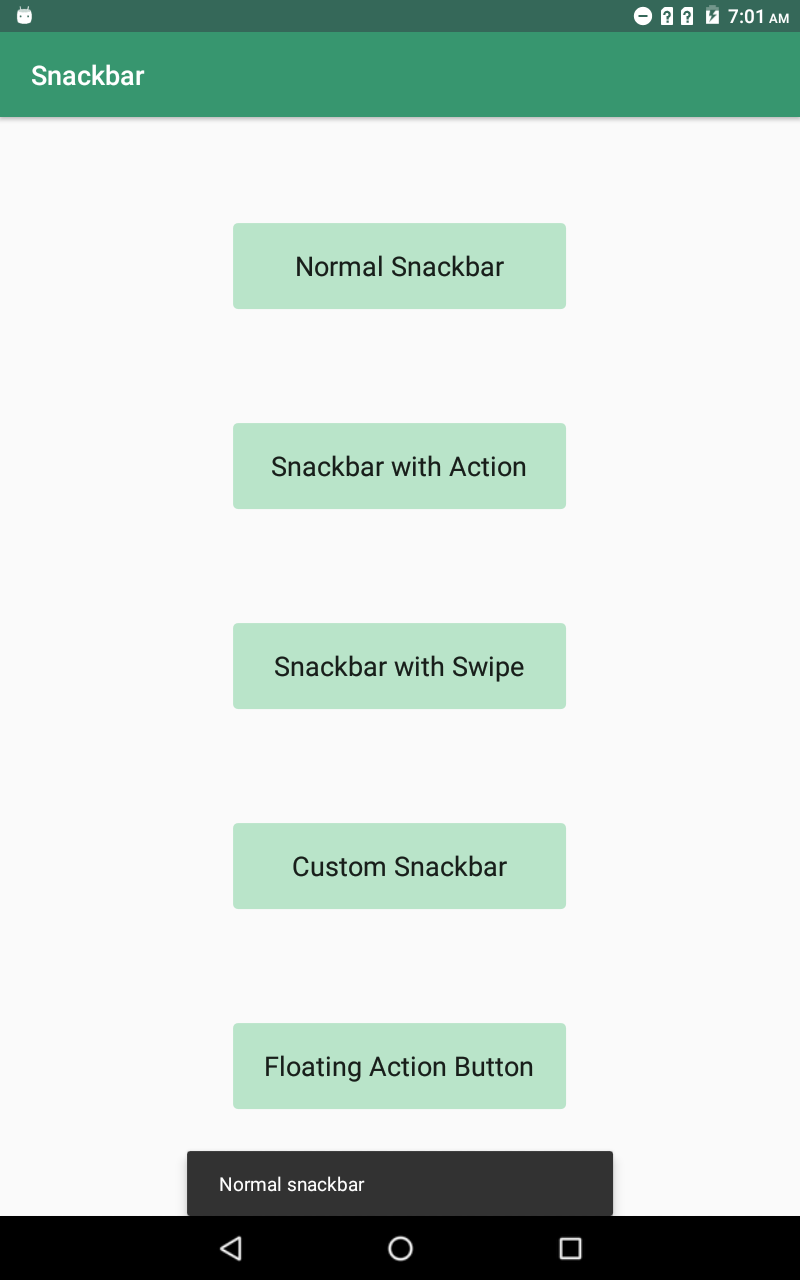 7:01 AM
Snackbar
Normal Snackbar
Snackbar with Action
Snackbar with Swipe
Custom Snackbar
Floating Action Button
Normal snackbar